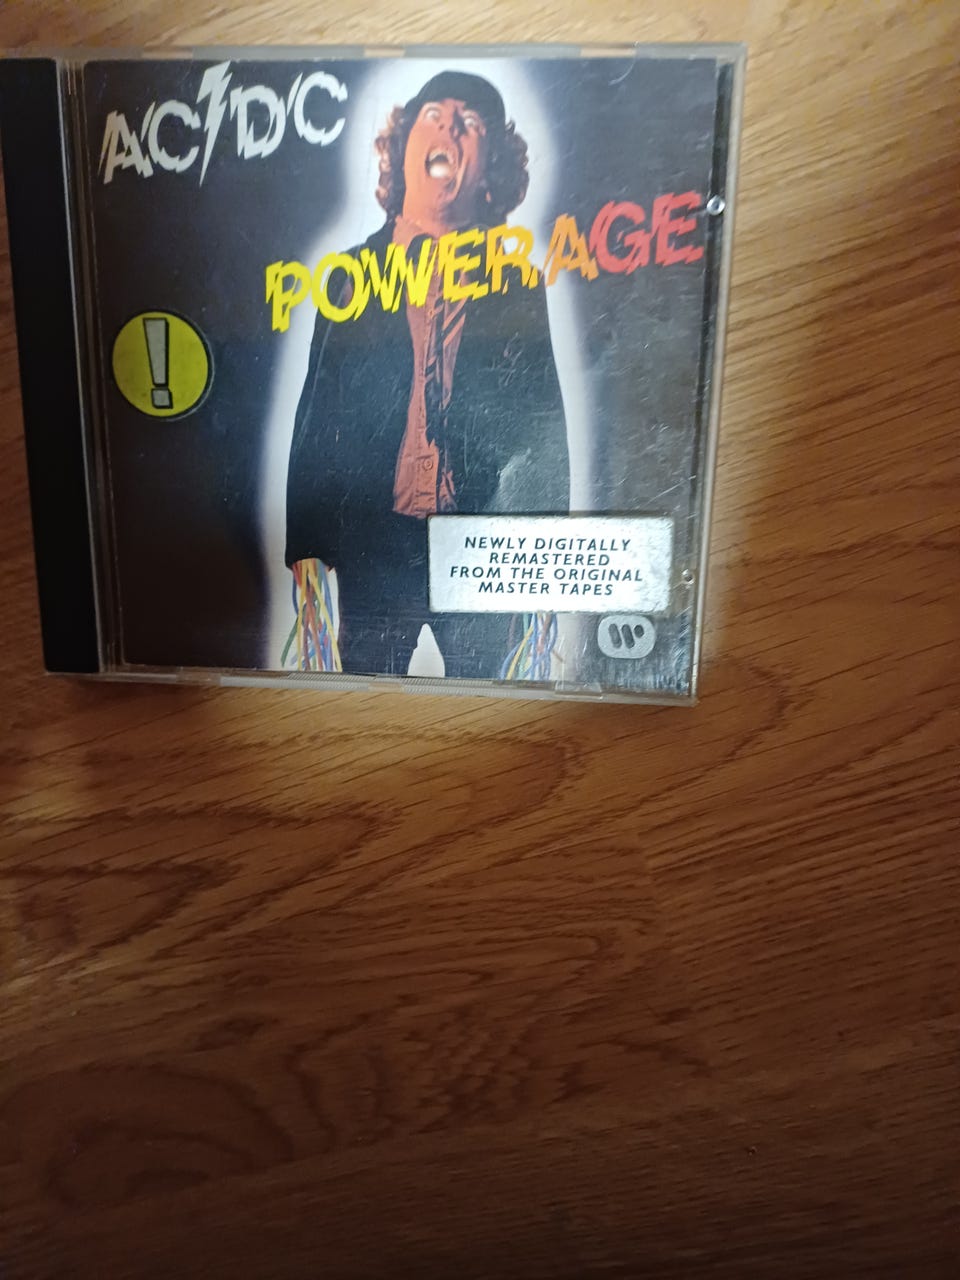 AC/DC
POWERAGE
!
NEWLY DIGITALLY
REMASTERED
FROM THE ORIGINAL
MASTER TAPES